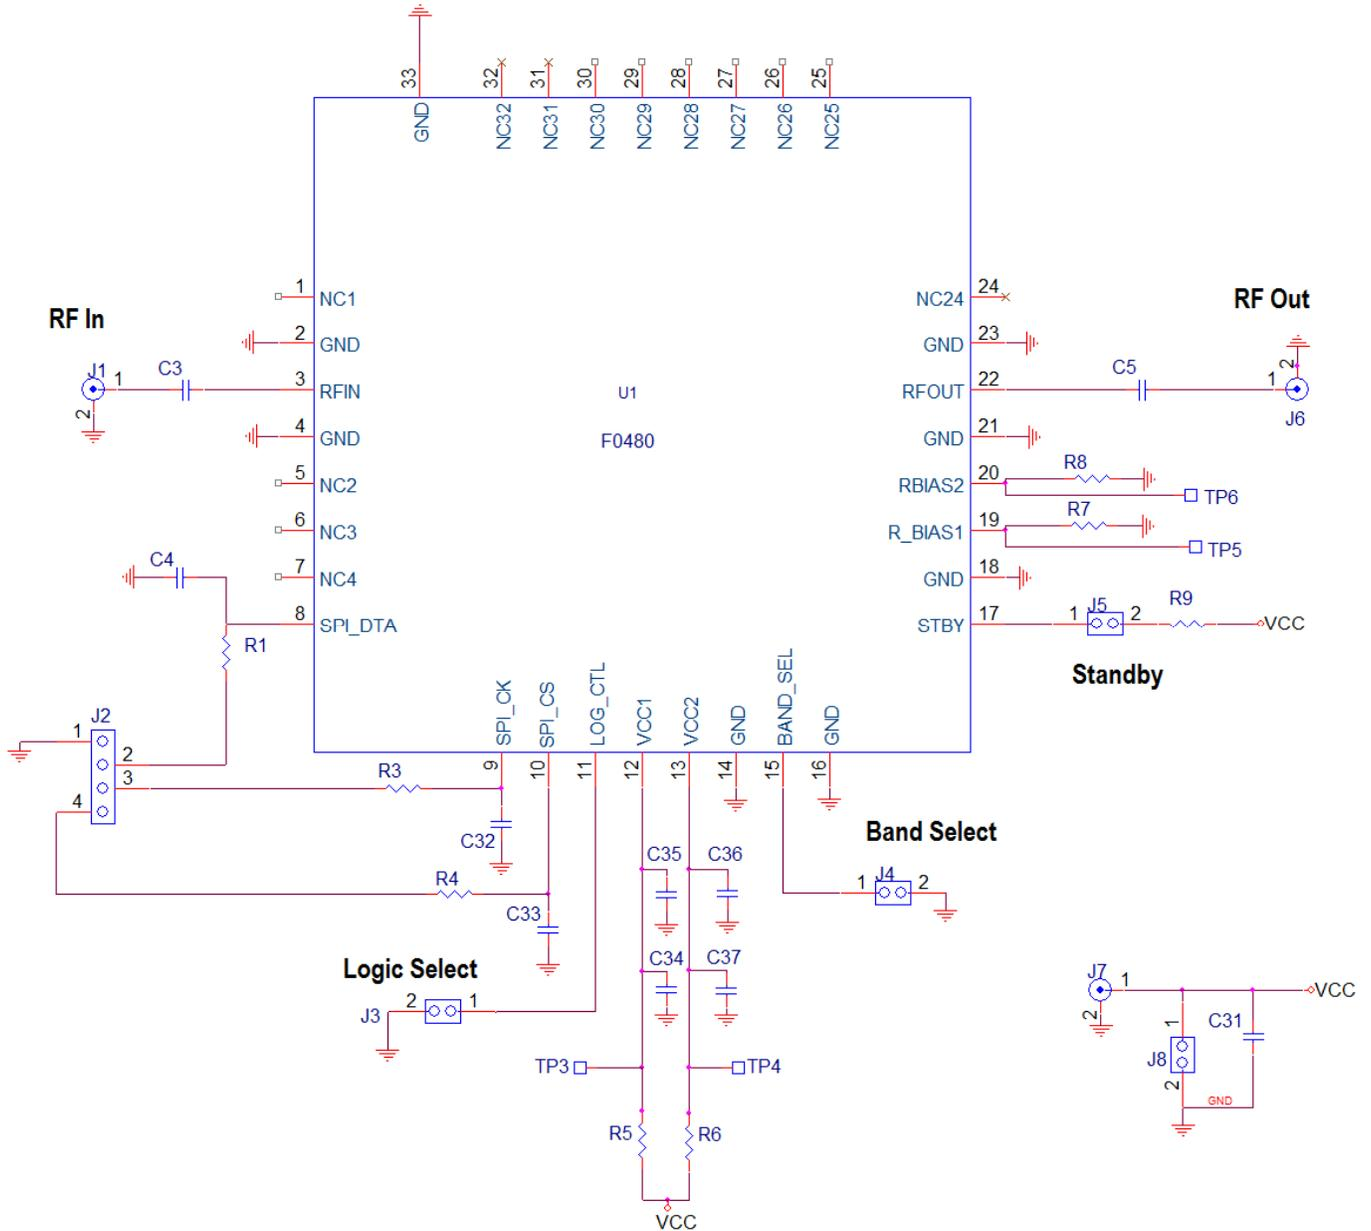 33
32
31
30
29
28
27
26
25
GND
NC32
NC31
NC30
NC29
NC28
NC27
NC26
NC25
RF In
J1
1
2
C3
1
NC1
2
GND
3
RFIN
4
GND
5
NC2
6
NC3
7
NC4
8
SPI_DTA
U1
F0480
NC24
24
GND
23
RFOUT
22
GND
21
RBIAS2
20
R_BIAS1
19
GND
18
STBY
17
RF Out
C5
2
1
J6
R8
TP6
R7
TP5
1
J5
2
R9
VCC
Standby
C4
R1
J2
1
2
3
4
SPI_CK
SPI_CS
LOG_CTL
VCC1
VCC2
GND
BAND_SEL
GND
9
10
11
12
13
14
15
16
R3
C32
R4
C33
C35
C36
Band Select
1
J4
2
Logic Select
J3
2
1
C34
C37
TP3
TP4
R5
R6
VCC
J7
1
2
VCC
1
J8
2
C31
GND